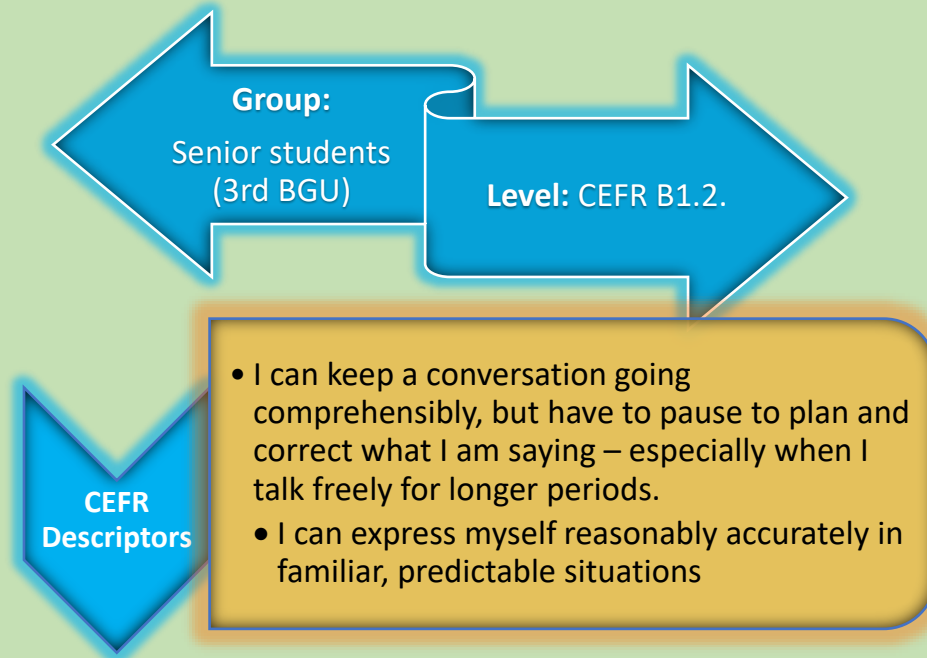 Group:
Senior students
(3rd BGU)
Level: CEFR B1.2.
CEFR
Descriptors
• I can keep a conversation going
comprehensibly, but have to pause to plan and
correct what I am saying – especially when I
talk freely for longer periods.
• I can express myself reasonably accurately in
familiar, predictable situations